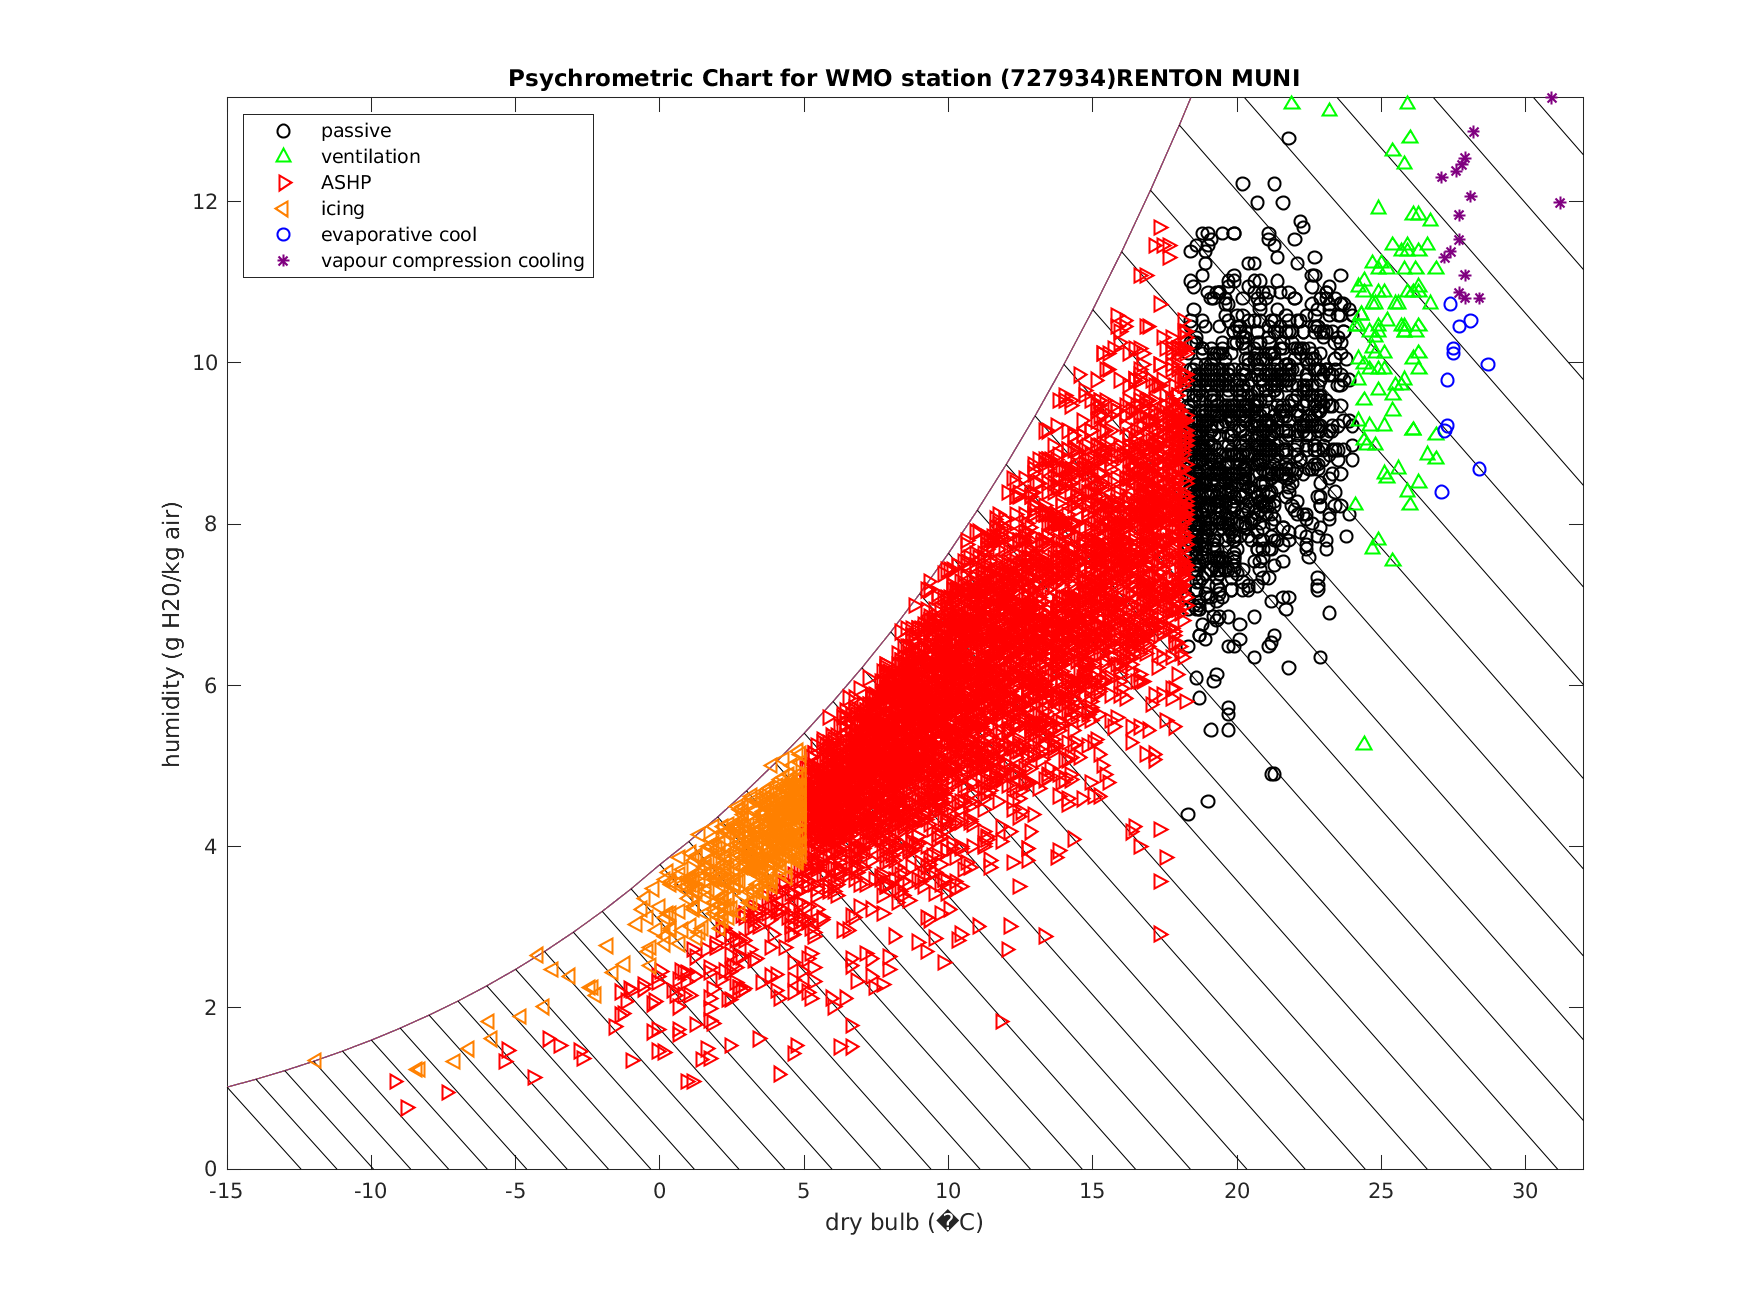 Psychrometric Chart for WMO station (727934)RENTON MUNI
passive
ventilation
ASHP
icing
evaporative cool
vapour compression cooling
humidity (g H20/kg air)
12
10
8
6
4
2
0
-15 -10 -5 0 5 10 15 20 25 30
dry bulb (�C)